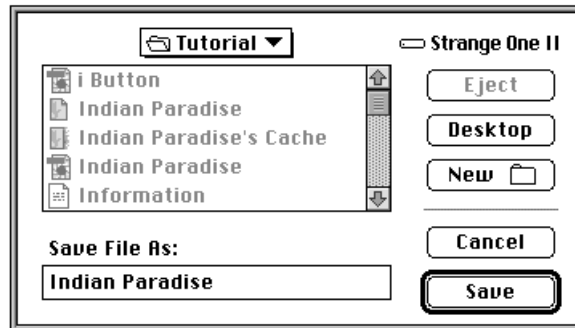 Tutorial
Strange One II
i Button
Indian Paradise
Indian Paradise's Cache
Indian Paradise
Information
Eject
Desktop
New
Save File As:
Indian Paradise
Cancel
Save